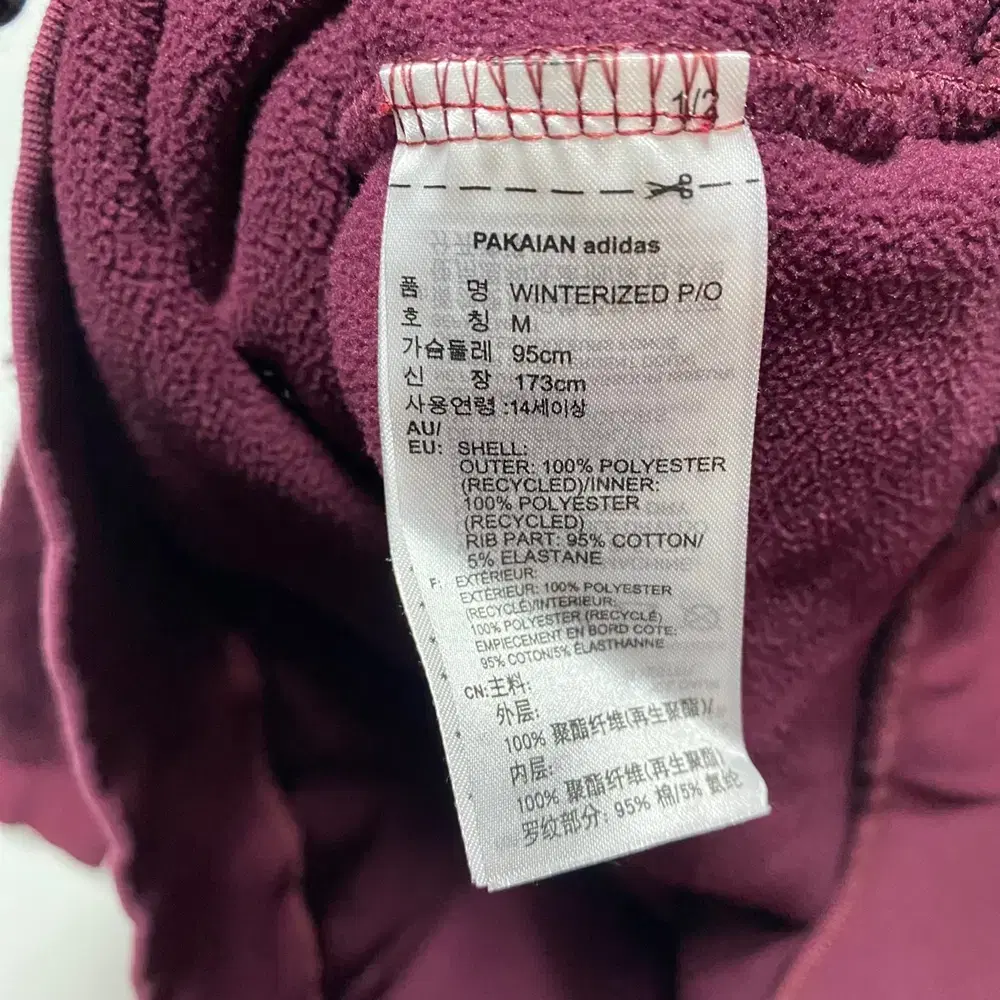 1/2
PAKAIAN adidas
품 명 WINTERIZED P/O
호 칭 M
가슴둘레 95cm
신 장 173cm
사용연령 :14세이상
AU/
EU: SHELL:
OUTER: 100% POLYESTER
(RECYCLED)/INNER:
100% POLYESTER
(RECYCLED)
RIB PART: 95% COTTON/
5% ELASTANE
F: EXTÉRIEUR:
EXTÉRIEUR: 100% POLYESTER
(RECYCLÉ)/INTÉRIEUR:
100% POLYESTER (RECYCLÉ)
EMPIECEMENT EN BORD COTE:
95% COTON/5% ÉLASTHANNE
CN:主料:
外层:
100% 聚酯纤维(再生聚酯)/
内层:
100% 聚酯纤维(再生聚酯)
罗纹部分: 95% 棉/5% 氨纶